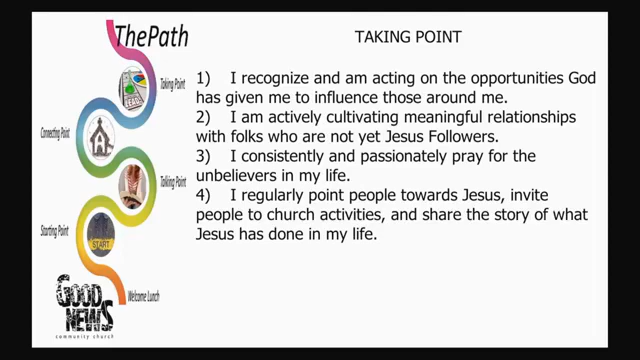 ThePath
TAKING POINT
1) I recognize and am acting on the opportunities God
has given me to influence those around me.
2) I am actively cultivating meaningful relationships
with folks who are not yet Jesus Followers.
3) I consistently and passionately pray for the
unbelievers in my life.
4) I regularly point people towards Jesus, invite
people to church activities, and share the story of what
Jesus has done in my life.
Taking Point
Connecting Point
Talking Point
Starting Point
START
Welcome Lunch
GOOD
NEWS
community church